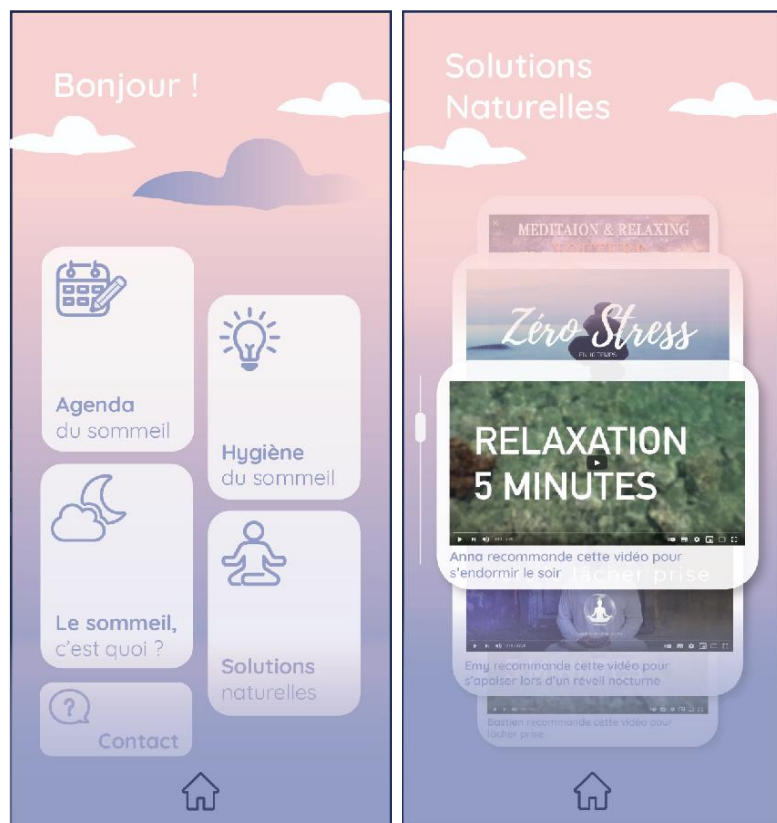 Bonjour !
Agenda
du sommeil
Hygiène
du sommeil
Le sommeil,
c'est quoi ?
Solutions
naturelles
?
Contact
Solutions
Naturelles
MEDITAION & RELAXING
Zéro Stress
RELAXATION
5 MINUTES
Anna recommande cette vidéo pour
s'endormir le soir
lâcher prise
Emy recommande cette vidéo pour
s'apaiser lors d'un réveil nocturne
Bastien recommande cette vidéo pour
lâcher prise